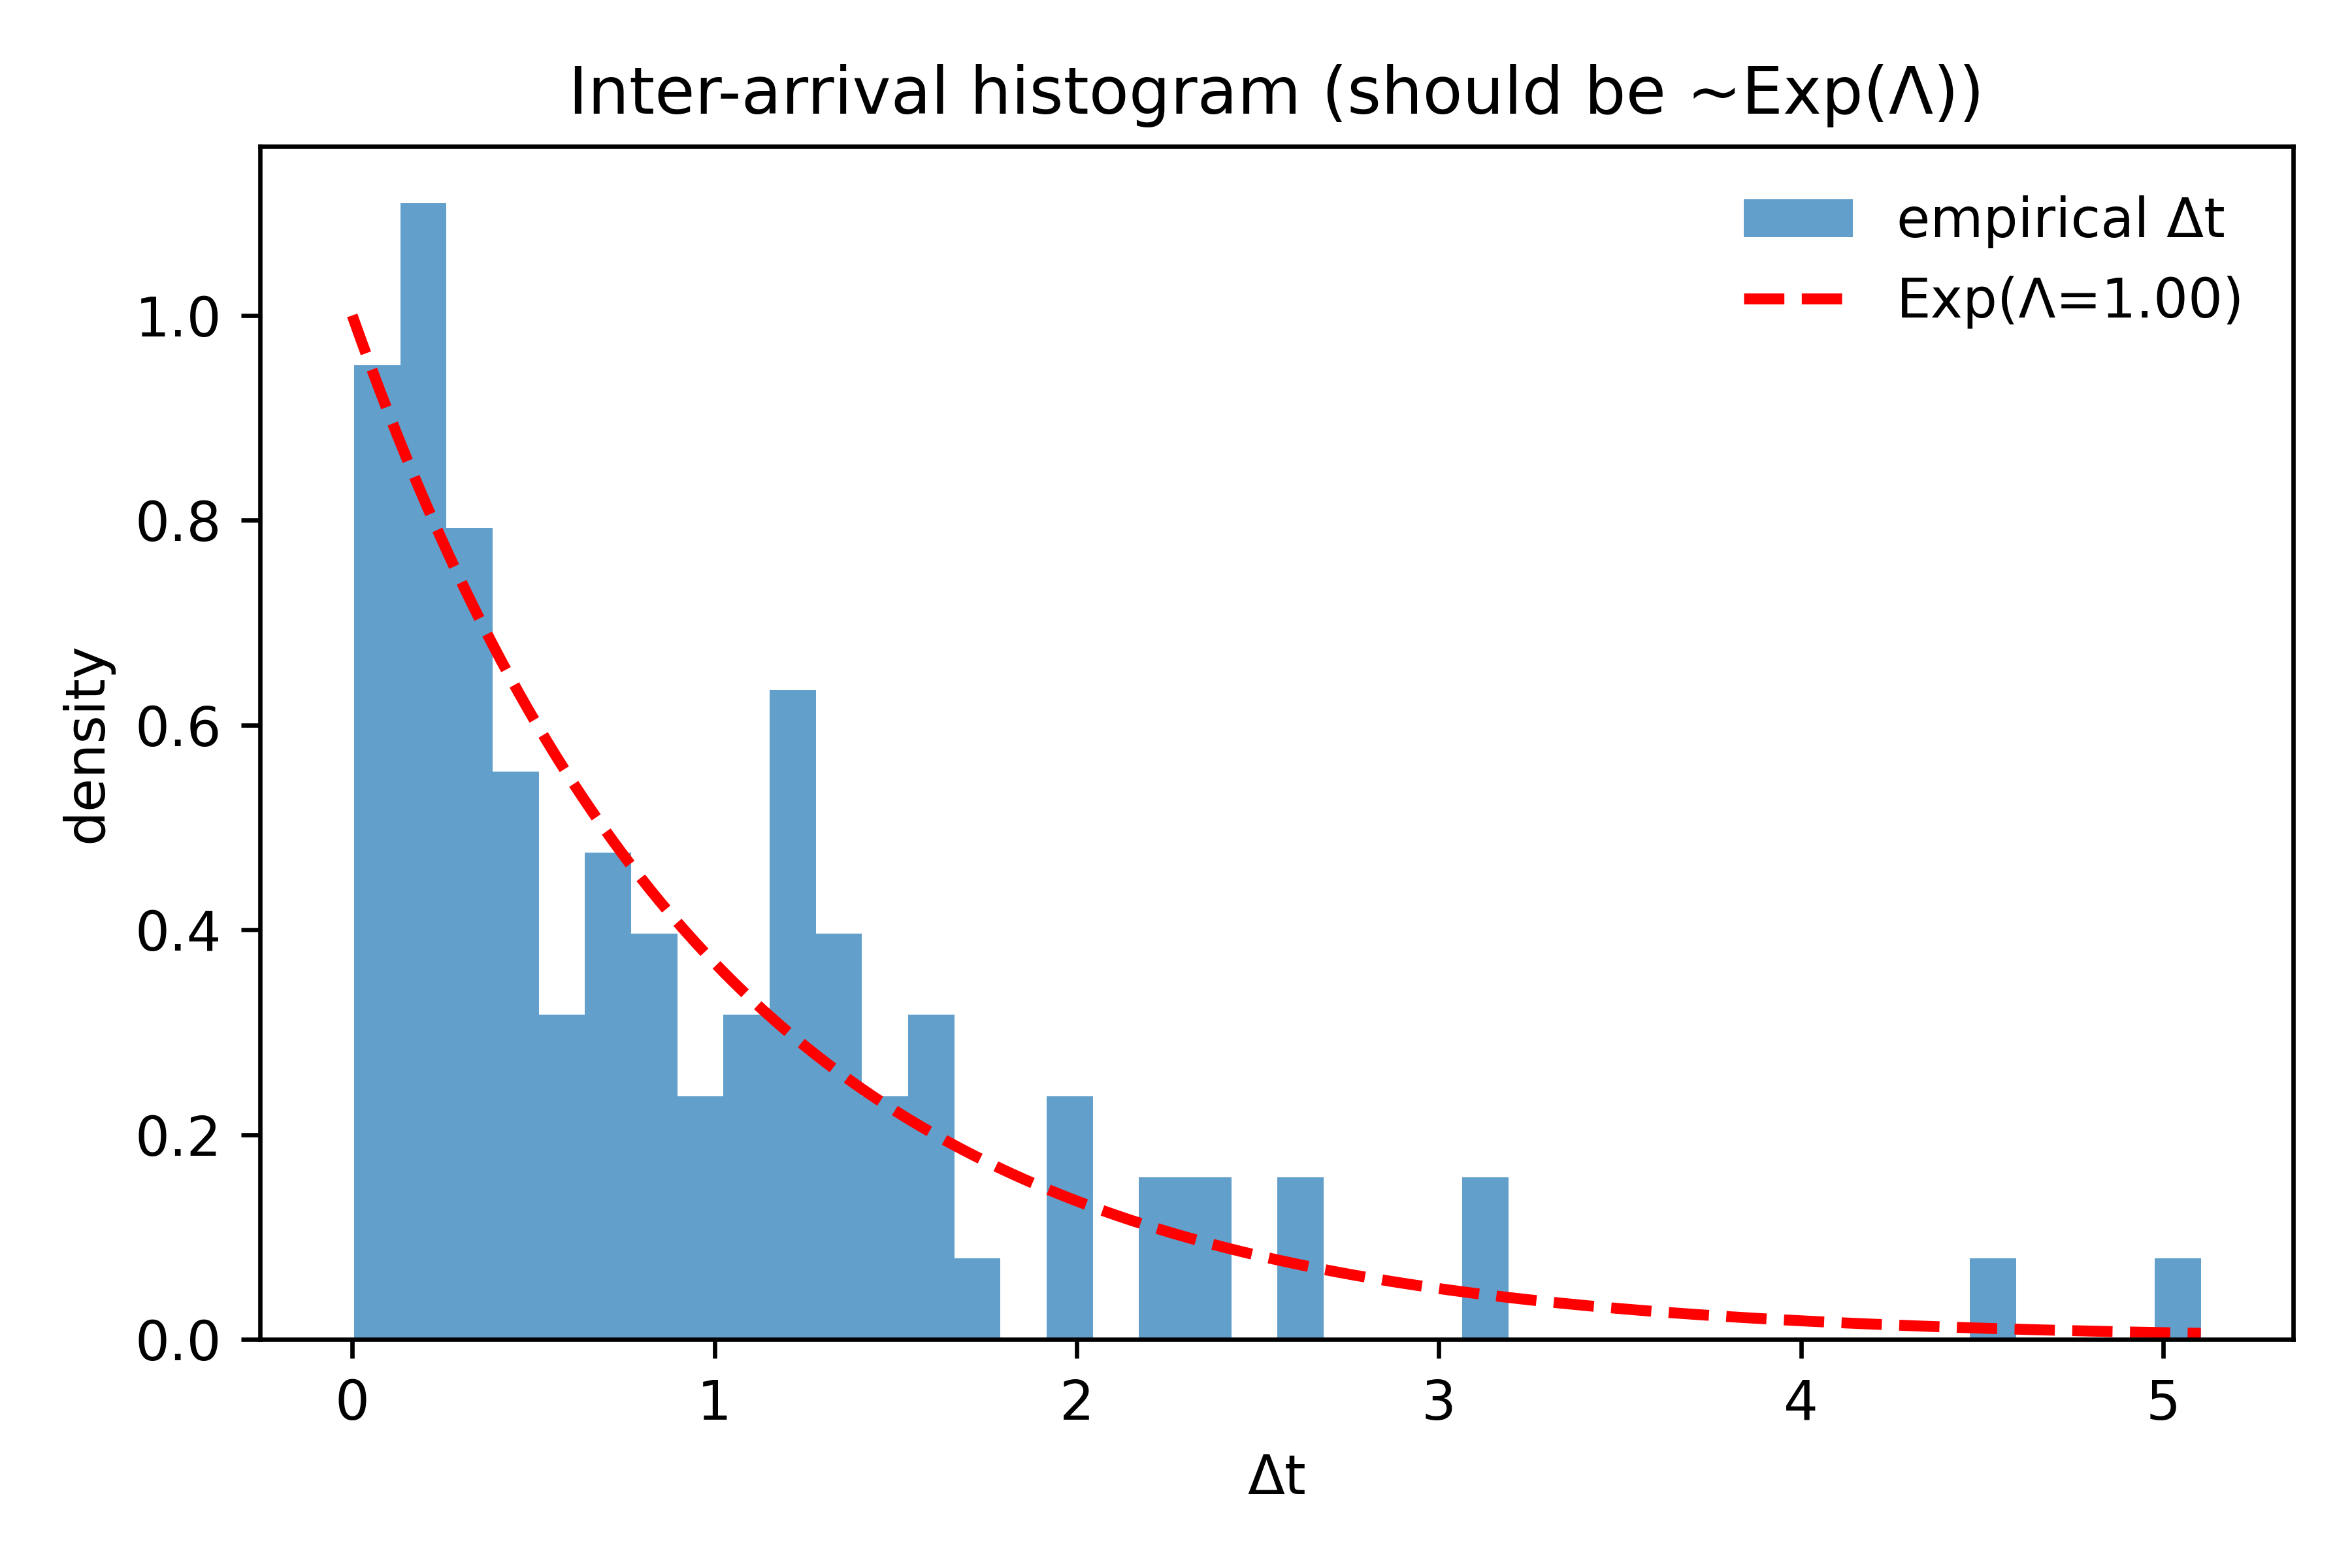 Inter-arrival histogram (should be ~Exp(Λ))
empirical Δt
Exp(Λ=1.00)
density
1.0
0.8
0.6
0.4
0.2
0.0
0 1 2 3 4 5
Δt